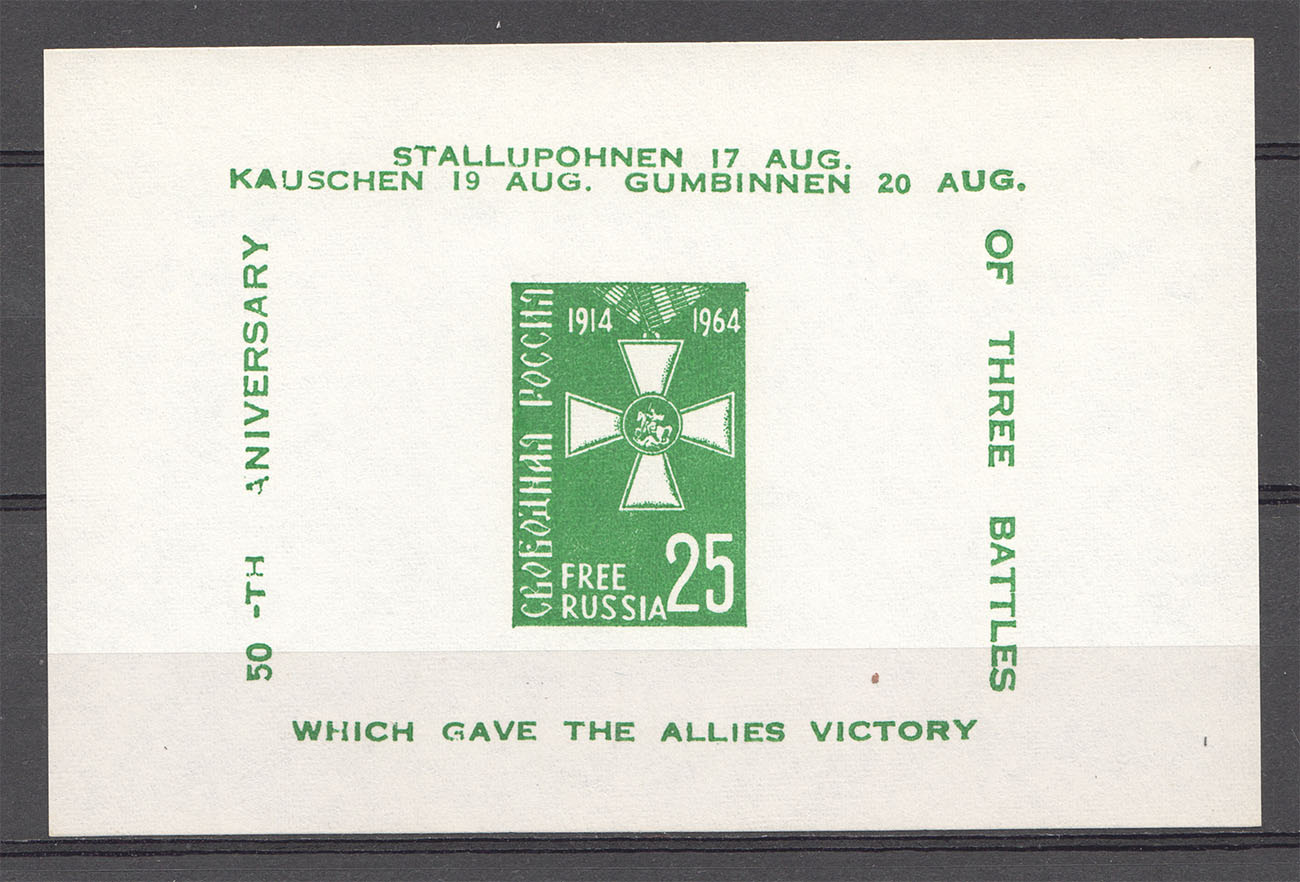 STALLUPOHNEN 17 AUG.
KAUSCHEN 19 AUG. GUMBINNEN 20 AUG.
50 -TH ANIVERSARY
OF THREE BATTLES
1914 1964
СВОБОДНАЯ РОССИЯ
FREE
RUSSIA
25
WHICH GAVE THE ALLIES VICTORY